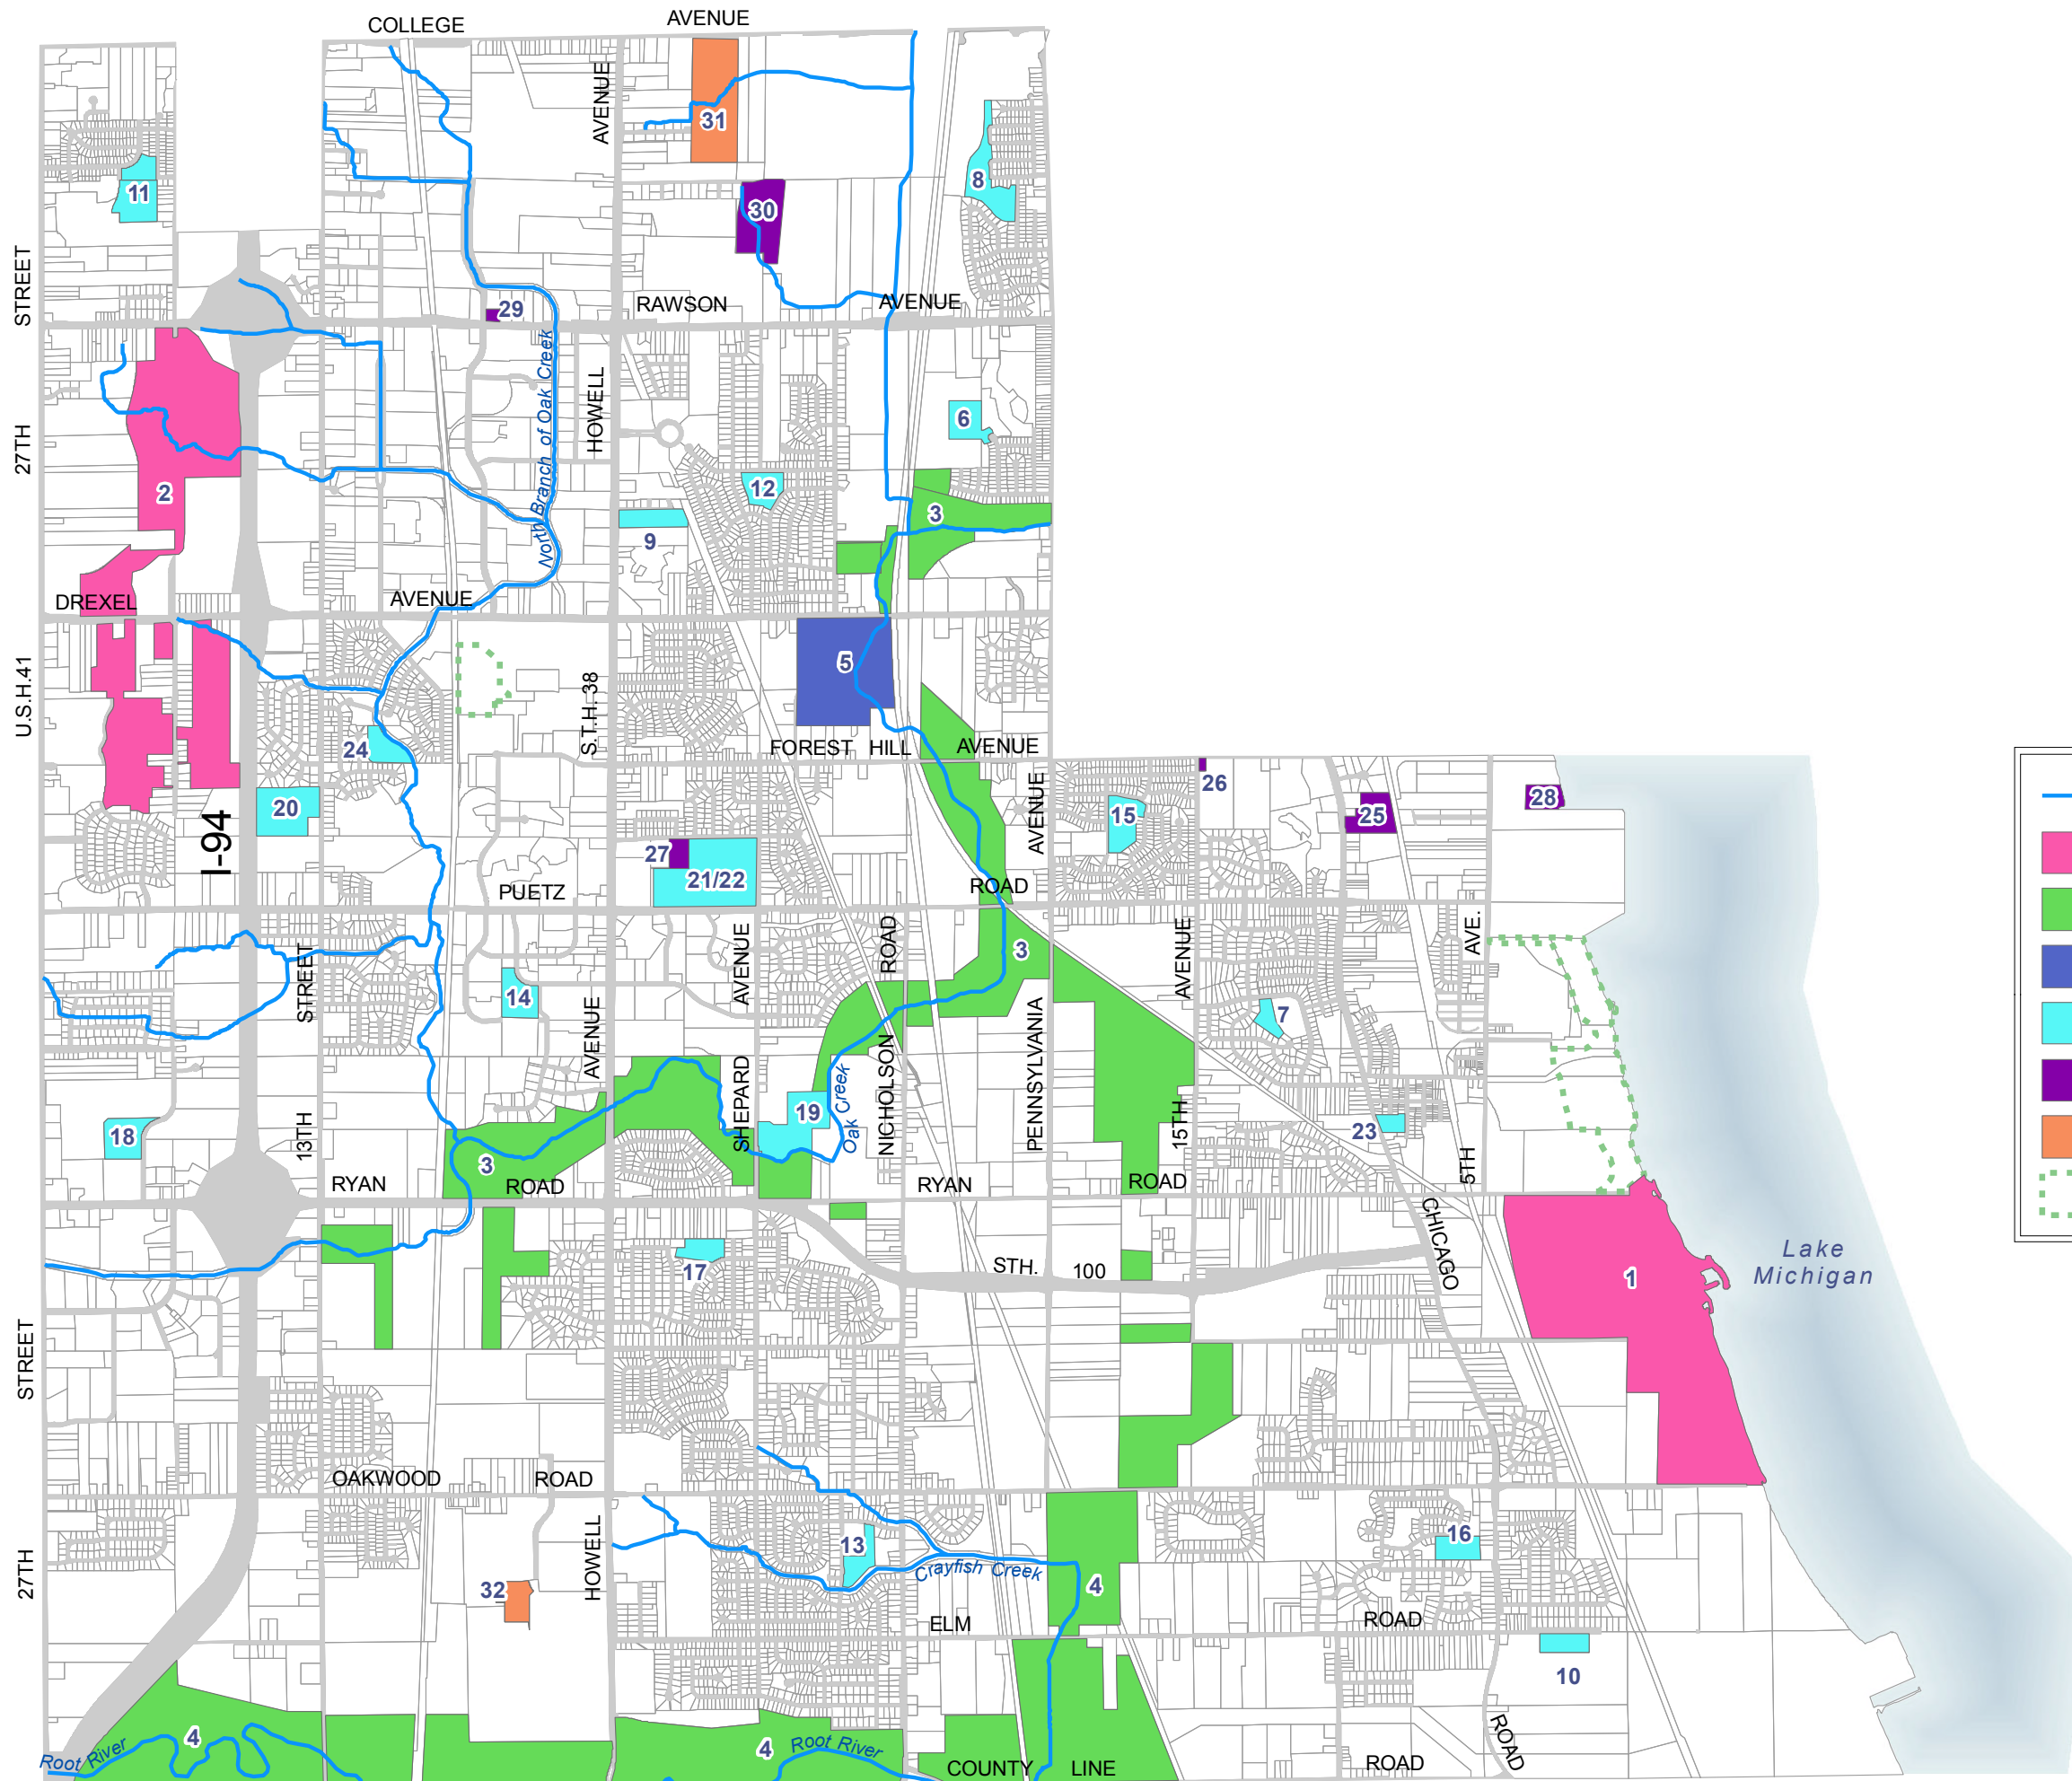 COLLEGE
AVENUE
AVENUE
31
8
11
30
STREET
29
RAWSON
AVENUE
North Branch of Oak Creek
HOWELL
6
27TH
2
12
3
9
DREXEL
AVENUE
5
U.S.H.41
S.T.H. 38
24
FOREST HILL
AVENUE
26
28
20
I-94
AVENUE
15
25
27
21/22
PUETZ
ROAD
3
STREET
14
AVENUE
ROAD
AVENUE
AVE.
7
AVENUE
PENNSYLVANIA
SHEPARD
19
Oak Creek
NICHOLSON
18
13TH
15TH
23
5TH
3
RYAN
ROAD
RYAN
ROAD
CHICAGO
Lake
Michigan
1
17
STH.
100
STREET
OAKWOOD
ROAD
27TH
HOWELL
13
Crayfish Creek
16
32
4
ELM
ROAD
10
4
Root River
4
Root River
COUNTY
LINE
ROAD
ROAD